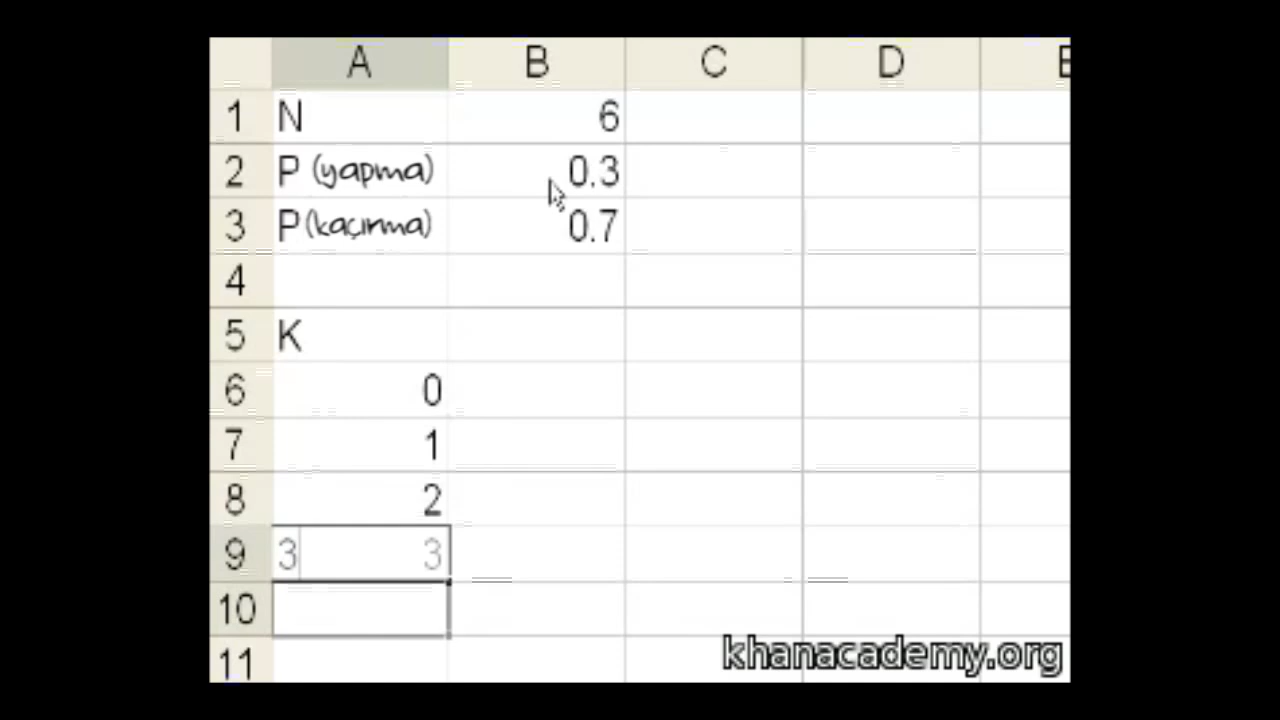 A B C D E
1 N 6
2 P (yapma) 0.3
3 P (kaçırma) 0.7
4
5 K
6 0
7 1
8 2
9 3 3
10
11
khanacademy.org